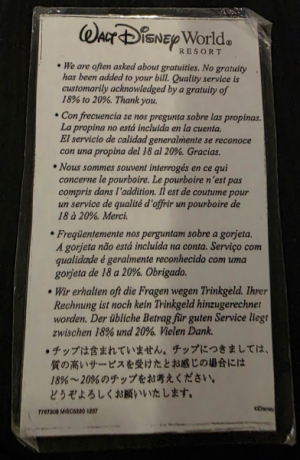 WALT DISNEY World®
RESORT
• We are often asked about gratuities. No gratuity
has been added to your bill. Quality service is
customarily acknowledged by a gratuity of
18% to 20%. Thank you.
• Con frecuencia se nos pregunta sobre las propinas.
La propina no está incluida en la cuenta.
El servicio de calidad generalmente se reconoce
con una propina del 18 al 20%. Gracias.
• Nous sommes souvent interrogés en ce qui
concerne le pourboire. Le pourboire n'est pas
compris dans l'addition. Il est de coutume pour
un service de qualité d'offrir un pourboire de
18 à 20%. Merci.
• Freqüentemente nos perguntam sobre a gorjeta.
A gorjeta não está incluída na conta. Serviço com
qualidade é geralmente reconhecido com uma
gorjeta de 18 a 20%. Obrigado.
• Wir erhalten oft die Fragen wegen Trinkgeld. Ihrer
Rechnung ist noch kein Trinkgeld hinzugerechnet
worden. Der übliche Betrag für guten Service liegt
zwischen 18% und 20%. Vielen Dank.
• チップは含まれていません。チップにつきましては、
質の高いサービスを受けたとお感じの場合には
18%〜20%のチップをお考えください。
どうぞよろしくお願いいたします。
©Disney